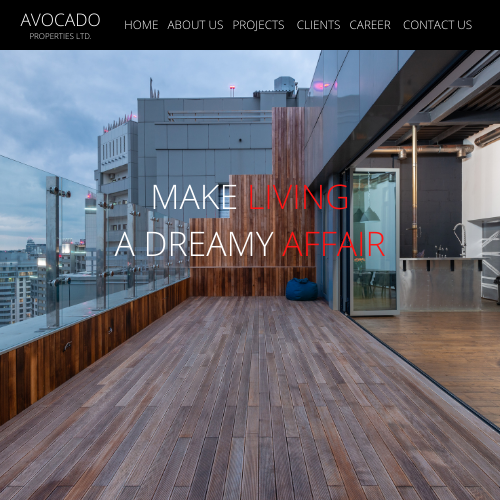 AVOCADO
PROPERTIES LTD.
HOME ABOUT US PROJECTS CLIENTS CAREER CONTACT US
MAKE LIVING
A DREAMY AFFAIR